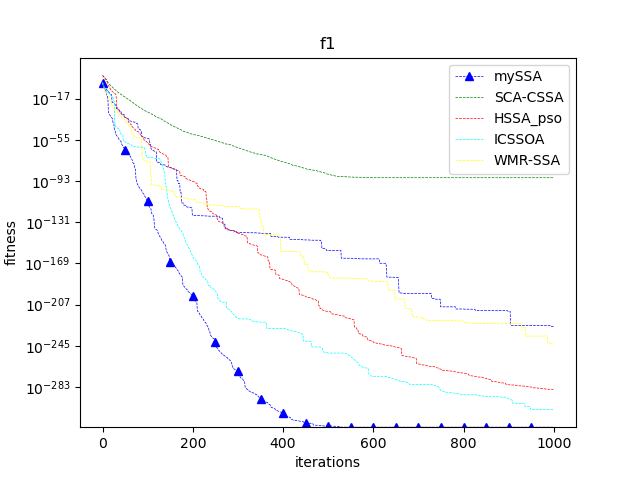 f1
mySSA
SCA-CSSA
HSSA_pso
ICSSOA
WMR-SSA
10⁻¹⁷
10⁻⁵⁵
10⁻⁹³
10⁻¹³¹
10⁻¹⁶⁹
10⁻²⁰⁷
10⁻²⁴⁵
10⁻²⁸³
fitness
0 200 400 600 800 1000
iterations